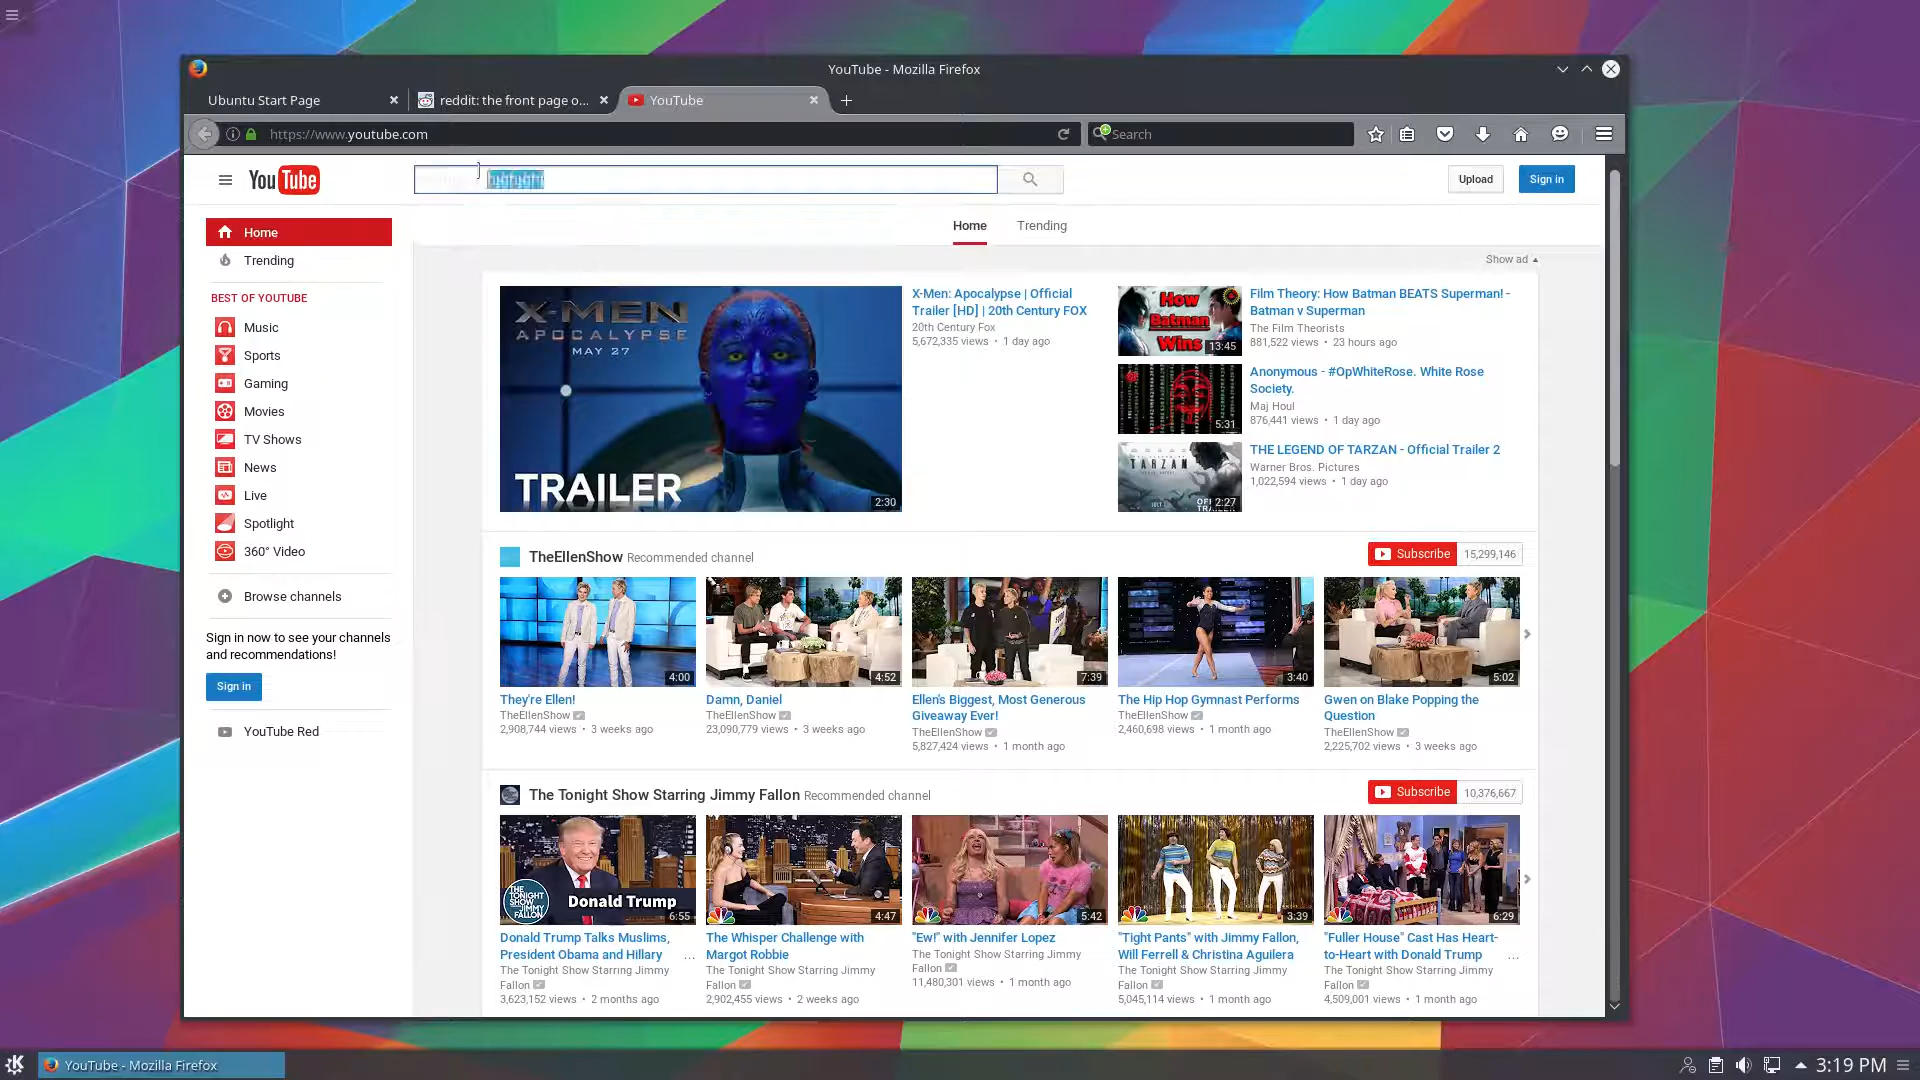 YouTube - Mozilla Firefox
Ubuntu Start Page
reddit: the front page o...
YouTube
https://www.youtube.com
Search
YouTube
Upload
Sign in
Home
Trending
Home
Trending
BEST OF YOUTUBE
Music
Sports
Gaming
Movies
TV Shows
News
Live
Spotlight
360° Video
Browse channels
Sign in now to see your channels
and recommendations!
Sign in
YouTube Red
Show ad
X-MEN
APOCALYPSE
MAY 27
TRAILER
2:30
X-Men: Apocalypse | Official
Trailer [HD] | 20th Century FOX
20th Century Fox
5,672,335 views • 1 day ago
How
Batman
Wins
13:45
Film Theory: How Batman BEATS Superman! -
Batman v Superman
The Film Theorists
881,522 views • 23 hours ago
5:31
Anonymous - #OpWhiteRose. White Rose
Society.
Maj Houl
876,441 views • 1 day ago
TARZAN
2:27
THE LEGEND OF TARZAN - Official Trailer 2
Warner Bros. Pictures
1,022,594 views • 1 day ago
TheEllenShow Recommended channel
Subscribe 15,299,146
4:00
They're Ellen!
TheEllenShow
2,908,744 views • 3 weeks ago
4:52
Damn, Daniel
TheEllenShow
23,090,779 views • 3 weeks ago
7:39
Ellen's Biggest, Most Generous
Giveaway Ever!
TheEllenShow
5,827,424 views • 1 month ago
3:40
The Hip Hop Gymnast Performs
TheEllenShow
2,460,698 views • 1 month ago
5:02
Gwen on Blake Popping the
Question
TheEllenShow
2,225,702 views • 3 weeks ago
The Tonight Show Starring Jimmy Fallon Recommended channel
Subscribe 10,376,667
THE
TONIGHT
SHOW
JIMMY
FALLON
Donald Trump
6:55
Donald Trump Talks Muslims,
President Obama and Hillary ...
The Tonight Show Starring Jimmy
Fallon
3,623,152 views • 2 months ago
4:47
The Whisper Challenge with
Margot Robbie
The Tonight Show Starring Jimmy
Fallon
2,902,455 views • 2 weeks ago
5:42
"Ew!" with Jennifer Lopez
The Tonight Show Starring Jimmy
Fallon
11,480,301 views • 1 month ago
3:39
"Tight Pants" with Jimmy Fallon,
Will Ferrell & Christina Aguilera
The Tonight Show Starring Jimmy
Fallon
5,045,114 views • 1 month ago
6:29
"Fuller House" Cast Has Heart-
to-Heart with Donald Trump ...
The Tonight Show Starring Jimmy
Fallon
4,509,001 views • 1 month ago
YouTube - Mozilla Firefox
3:19 PM